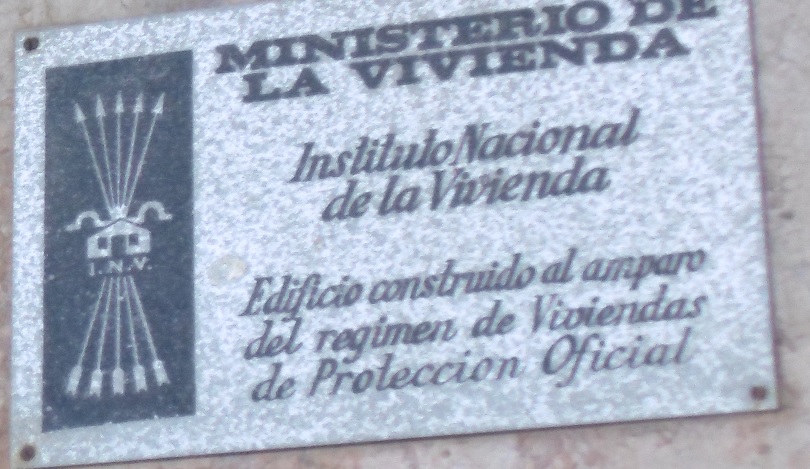 MINISTERIO DE
LA VIVIENDA
Instituto Nacional
de la Vivienda
I.N.V.
Edificio construido al amparo
del regimen de Viviendas
de Proteccion Oficial